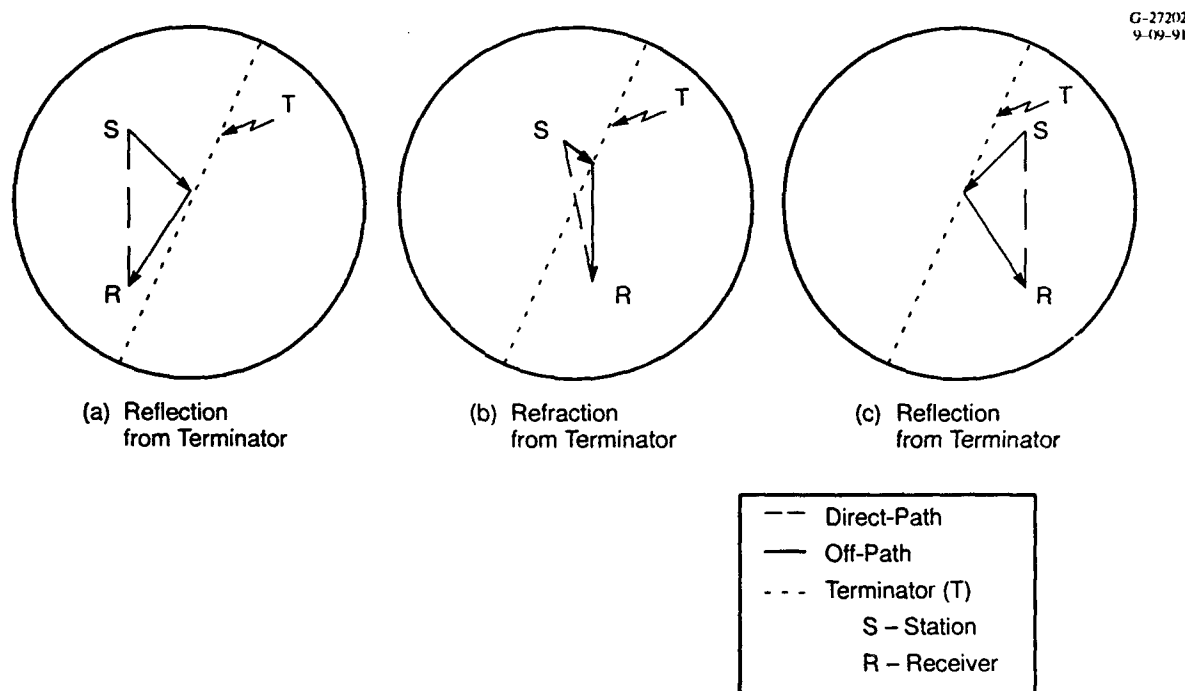 G-27202
9-09-91
T
S
R
T
S
R
T
S
R
(a) Reflection
from Terminator
(b) Refraction
from Terminator
(c) Reflection
from Terminator
Direct-Path
Off-Path
Terminator (T)
S – Station
R – Receiver